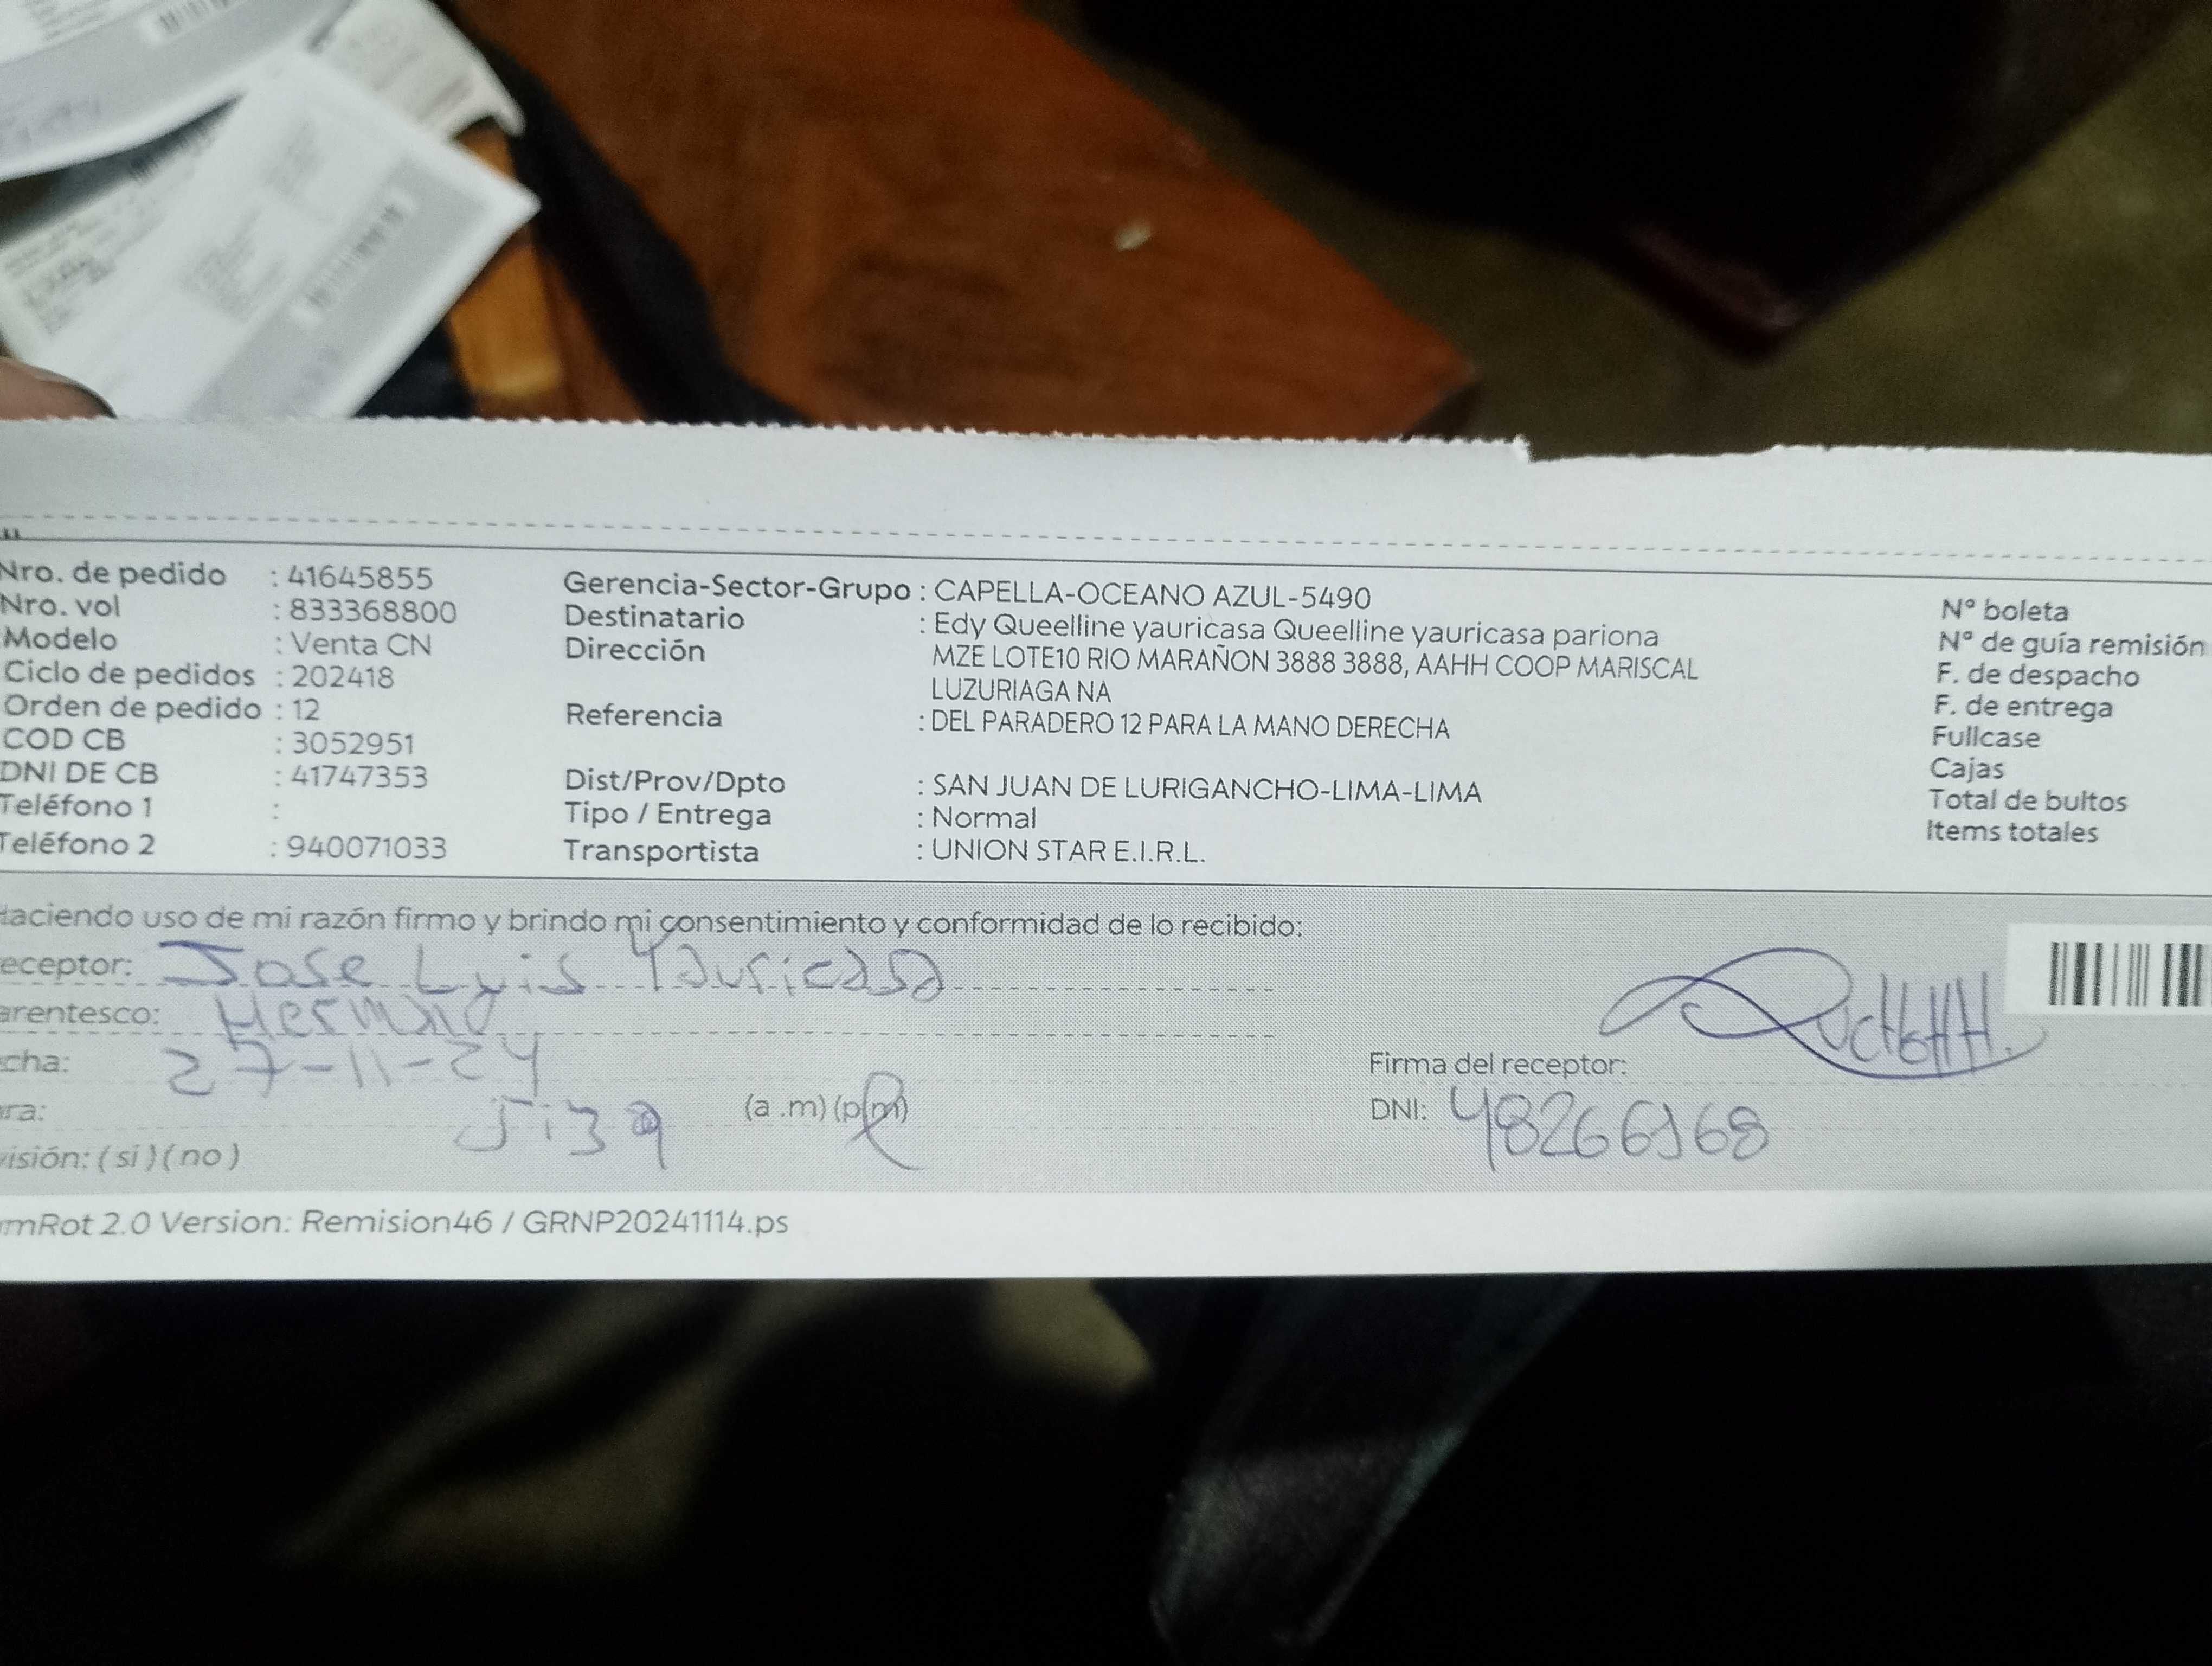 Nro. de pedido : 41645855
Nro. vol : 833368800
Modelo : Venta CN
Ciclo de pedidos : 202418
Orden de pedido : 12
COD CB : 3052951
DNI DE CB : 41747353
Teléfono 1 :
Teléfono 2 : 940071033
Gerencia-Sector-Grupo : CAPELLA-OCEANO AZUL-5490
Destinatario : Edy Queelline yauricasa Queelline yauricasa pariona
Dirección MZE LOTE10 RIO MARAÑON 3888 3888, AAHH COOP MARISCAL
LUZURIAGA NA
Referencia : DEL PARADERO 12 PARA LA MANO DERECHA
Dist/Prov/Dpto : SAN JUAN DE LURIGANCHO-LIMA-LIMA
Tipo / Entrega : Normal
Transportista : UNION STAR E.I.R.L.
N° boleta
N° de guía remisión
F. de despacho
F. de entrega
Fullcase
Cajas
Total de bultos
Items totales
Haciendo uso de mi razón firmo y brindo mi consentimiento y conformidad de lo recibido:
eceptor: Jose Luis Yauricasa
arentesco: Hermano
cha: 27-11-24
ra: (a .m) (p.m)
visión: ( si ) ( no )
Firma del receptor:
DNI:
mRot 2.0 Version: Remision46 / GRNP20241114.ps